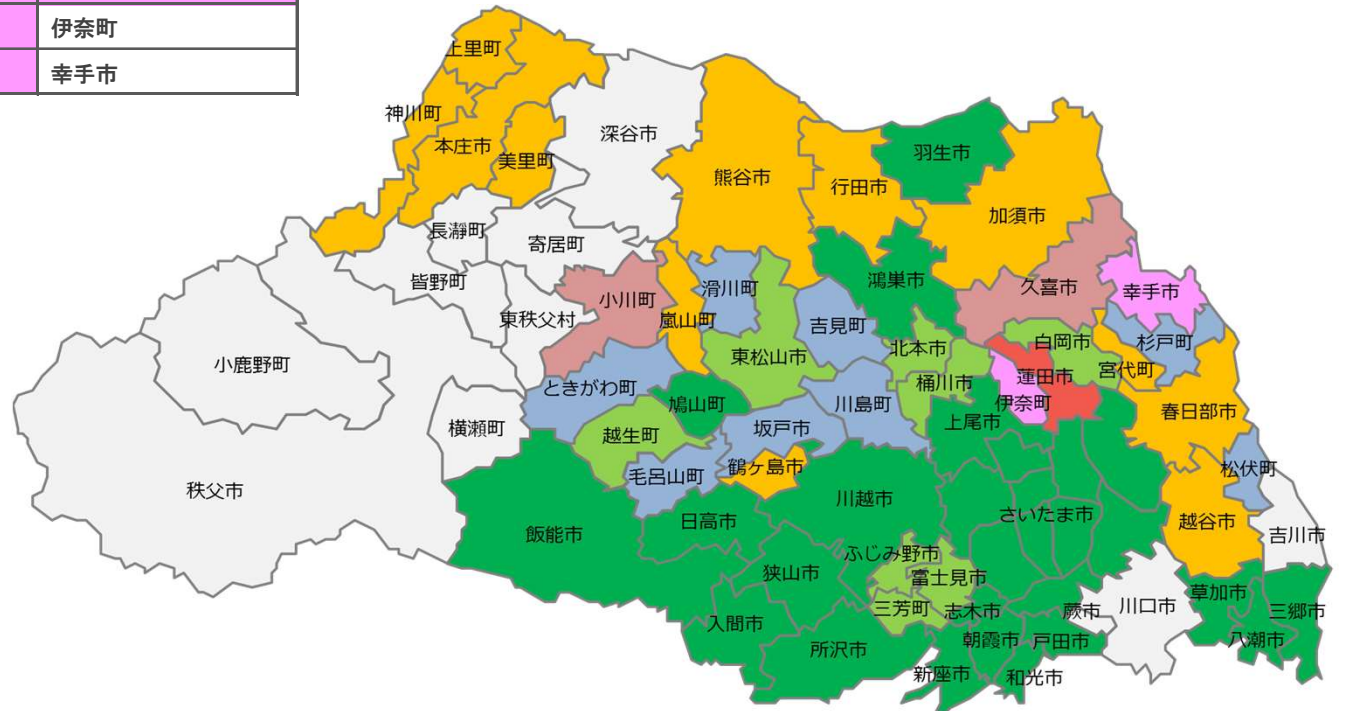 伊奈町
幸手市
上里町
神川町
本庄市
美里町
深谷市
熊谷市
行田市
羽生市
加須市
長瀞町
寄居町
皆野町
小川町
東秩父村
嵐山町
滑川町
吉見町
鴻巣市
久喜市
幸手市
小鹿野町
東松山市
北本市
白岡市
杉戸町
ときがわ町
鳩山町
川島町
桶川市
蓮田市
宮代町
伊奈町
春日部市
横瀬町
越生町
坂戸市
上尾市
毛呂山町
鶴ヶ島市
松伏町
秩父市
川越市
飯能市
日高市
さいたま市
越谷市
吉川市
ふじみ野市
狭山市
富士見市
三芳町
志木市
蕨市
川口市
草加市
三郷市
入間市
所沢市
朝霞市
戸田市
八潮市
新座市
和光市